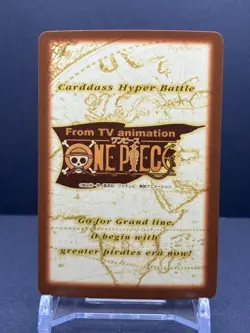 Carddass Hyper Battle
From TV animation
ワンピース
ONE PIECE
Go for Grand line,
It begin with
greater pirates era now!